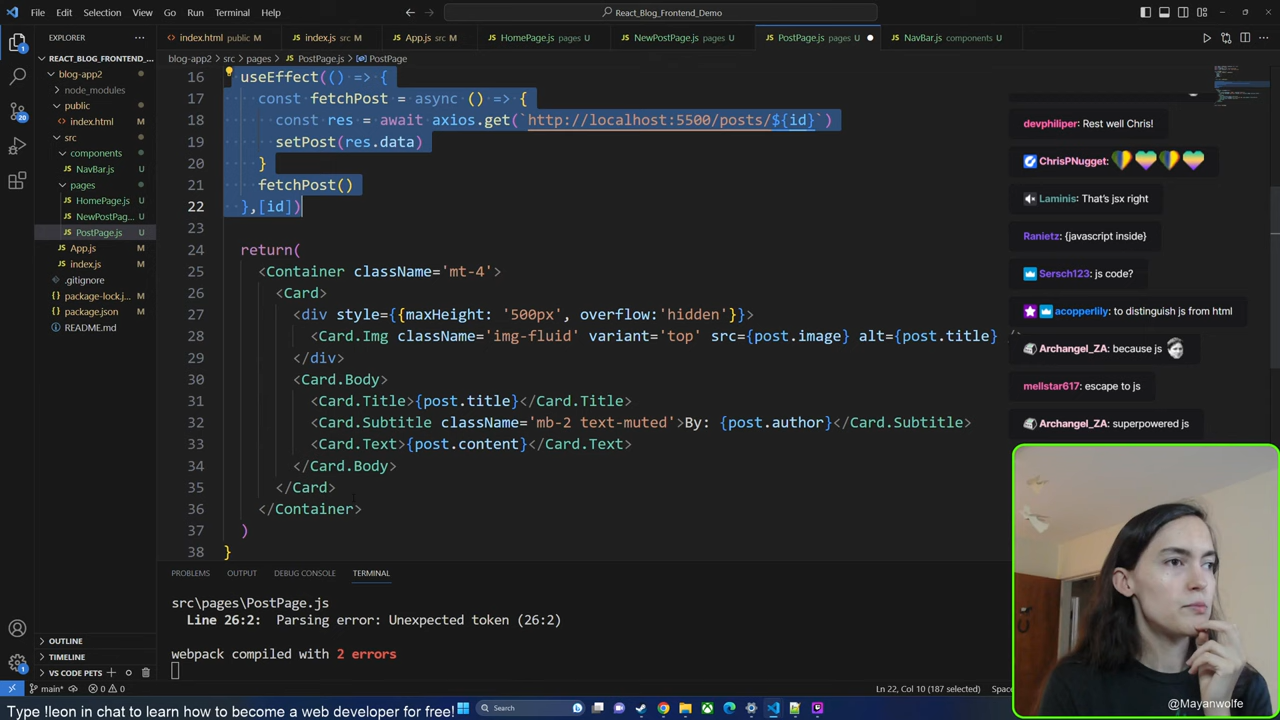 File Edit Selection View Go Run Terminal Help
React_Blog_Frontend_Demo
EXPLORER
index.html public M
index.js src M
App.js src M
HomePage.js pages U
NewPostPage.js pages U
PostPage.js pages U
NavBar.js components U
REACT_BLOG_FRONTEND_...
blog-app2 > src > pages > PostPage.js > PostPage
blog-app2
node_modules
public
index.html U
src
components
NavBar.js U
pages
HomePage.js U
NewPostPag... U
PostPage.js U
App.js M
index.js M
.gitignore
package-lock.j... M
package.json M
README.md
16 useEffect(() => {
17 const fetchPost = async () => {
18 const res = await axios.get(`http://localhost:5500/posts/${id}`)
19 setPost(res.data)
20 }
21 fetchPost()
22 },[id])
23
24 return(
25 <Container className='mt-4'>
26 <Card>
27 <div style={{maxHeight: '500px', overflow:'hidden'}}>
28 <Card.Img className='img-fluid' variant='top' src={post.image} alt={post.title}
29 </div>
30 <Card.Body>
31 <Card.Title>{post.title}</Card.Title>
32 <Card.Subtitle className='mb-2 text-muted'>By: {post.author}</Card.Subtitle>
33 <Card.Text>{post.content}</Card.Text>
34 </Card.Body>
35 </Card>
36 </Container>
37 )
38 }
devphiliper: Rest well Chris!
ChrisPNugget:
Laminis: That's jsx right
Ranietz: {javascript inside}
Sersch123: js code?
acopperlily: to distinguish js from html
Archangel_ZA: because js
mellstar617: escape to js
Archangel_ZA: superpowered js
PROBLEMS OUTPUT DEBUG CONSOLE TERMINAL
src\pages\PostPage.js
Line 26:2: Parsing error: Unexpected token (26:2)
webpack compiled with 2 errors
OUTLINE
TIMELINE
VS CODE PETS
main* 0 0
Ln 22, Col 10 (187 selected) Spac
20
1
Type !leon in chat to learn how to become a web developer for free!
Search
@Mayanwolfe